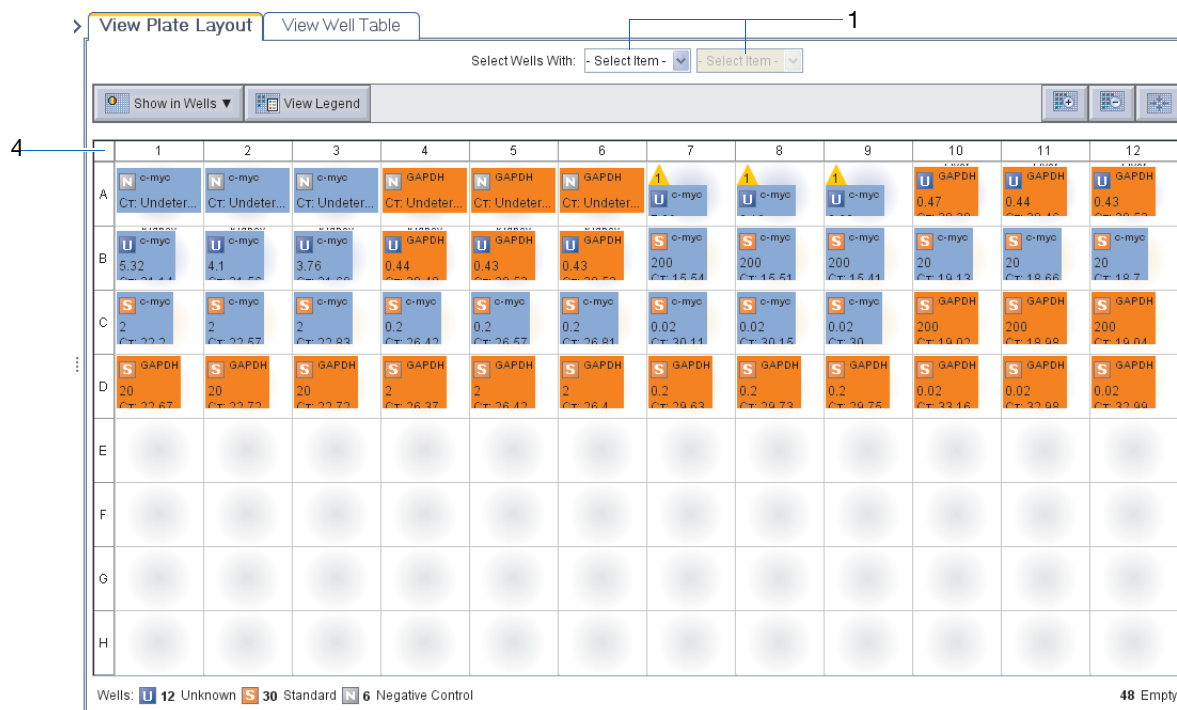 View Plate Layout View Well Table
1
Select Wells With: - Select Item - - Select Item -
Show in Wells ▼ View Legend
4
1 2 3 4 5 6 7 8 9 10 11 12
1 1 1
N c-myc N c-myc N c-myc N GAPDH N GAPDH N GAPDH U c-myc U c-myc U c-myc U GAPDH U GAPDH U GAPDH
A
Cт: Undeter... Cт: Undeter... Cт: Undeter... Cт: Undeter... Cт: Undeter... Cт: Undeter... 0.47 0.44 0.43
U c-myc U c-myc U c-myc U GAPDH U GAPDH U GAPDH S c-myc S c-myc S c-myc S c-myc S c-myc S c-myc
B
5.32 4.1 3.76 0.44 0.43 0.43 200 200 200 20 20 20
Cт: 15.54 Cт: 15.51 Cт: 15.41 Cт: 19.13 Cт: 18.66 Cт: 18.7
S c-myc S c-myc S c-myc S c-myc S c-myc S c-myc S c-myc S c-myc S c-myc S GAPDH S GAPDH S GAPDH
C
2 2 2 0.2 0.2 0.2 0.02 0.02 0.02 200 200 200
Cт: 22.2 Cт: 22.57 Cт: 22.83 Cт: 26.42 Cт: 26.57 Cт: 26.81 Cт: 30.11 Cт: 30.15 Cт: 30 Cт: 19.02 Cт: 18.98 Cт: 19.04
S GAPDH S GAPDH S GAPDH S GAPDH S GAPDH S GAPDH S GAPDH S GAPDH S GAPDH S GAPDH S GAPDH S GAPDH
D
20 20 20 2 2 2 0.2 0.2 0.2 0.02 0.02 0.02
Cт: 22.67 Cт: 22.72 Cт: 22.72 Cт: 26.37 Cт: 26.42 Cт: 26.4 Cт: 29.63 Cт: 29.73 Cт: 29.75 Cт: 33.16 Cт: 32.98 Cт: 32.99
E
F
G
H
Wells: U 12 Unknown S 30 Standard N 6 Negative Control 48 Empty